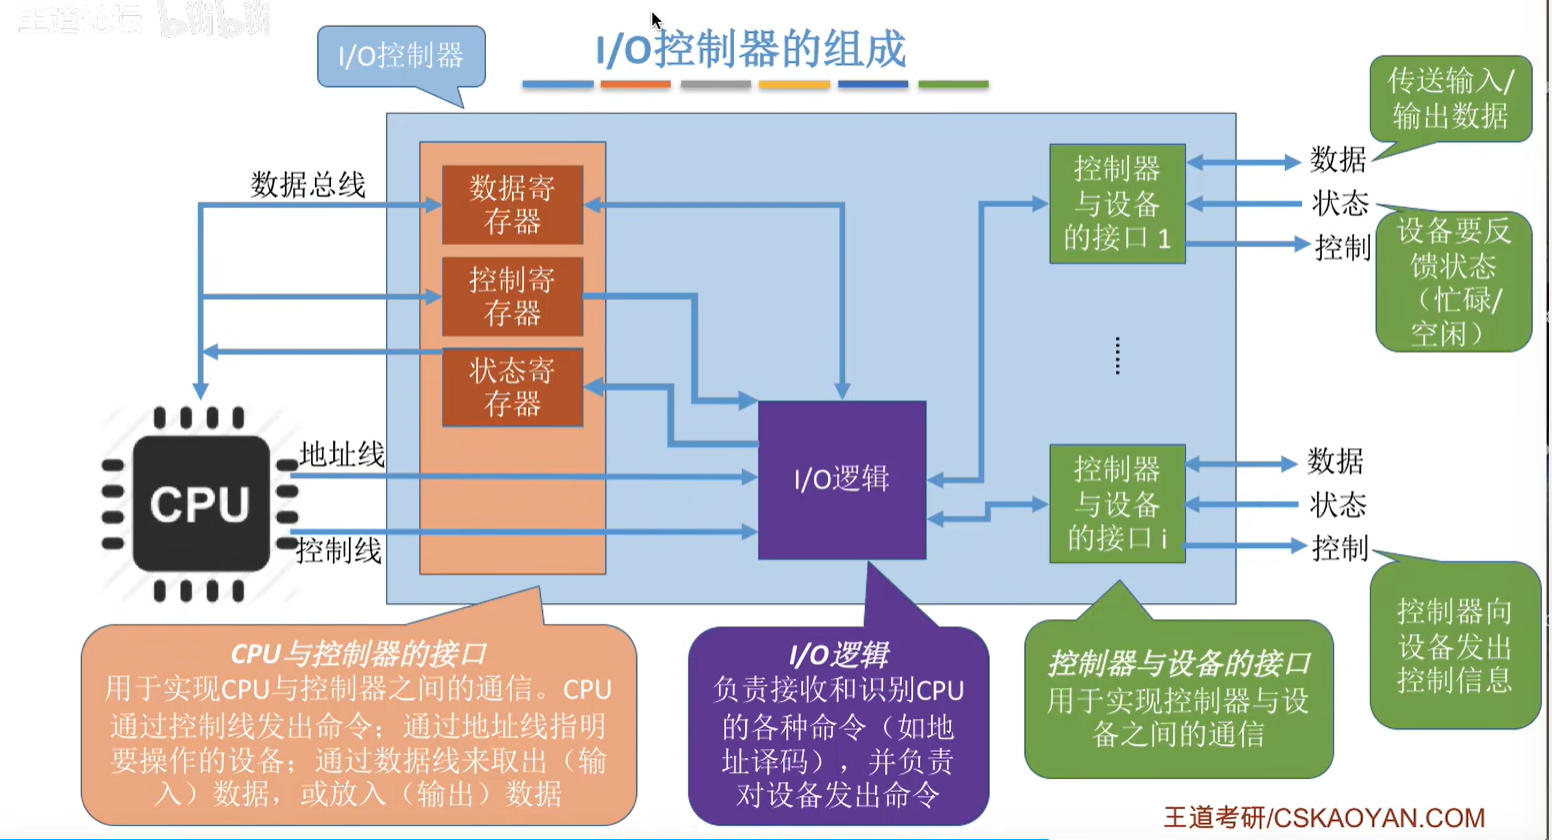 王道论坛 bilibili
I/O控制器的组成
I/O控制器
传送输入/
输出数据
数据总线
数据寄
存器
控制寄
存器
状态寄
存器
控制器
与设备
的接口 1
数据
状态
控制
设备要反
馈状态
（忙碌/
空闲）
CPU
地址线
控制线
I/O逻辑
控制器
与设备
的接口 i
数据
状态
控制
控制器向
设备发出
控制信息
CPU与控制器的接口
用于实现CPU与控制器之间的通信。CPU
通过控制线发出命令；通过地址线指明
要操作的设备；通过数据线来取出（输
入）数据，或放入（输出）数据
I/O逻辑
负责接收和识别CPU
的各种命令（如地
址译码），并负责
对设备发出命令
控制器与设备的接口
用于实现控制器与设
备之间的通信
王道考研/CSKAOYAN.COM